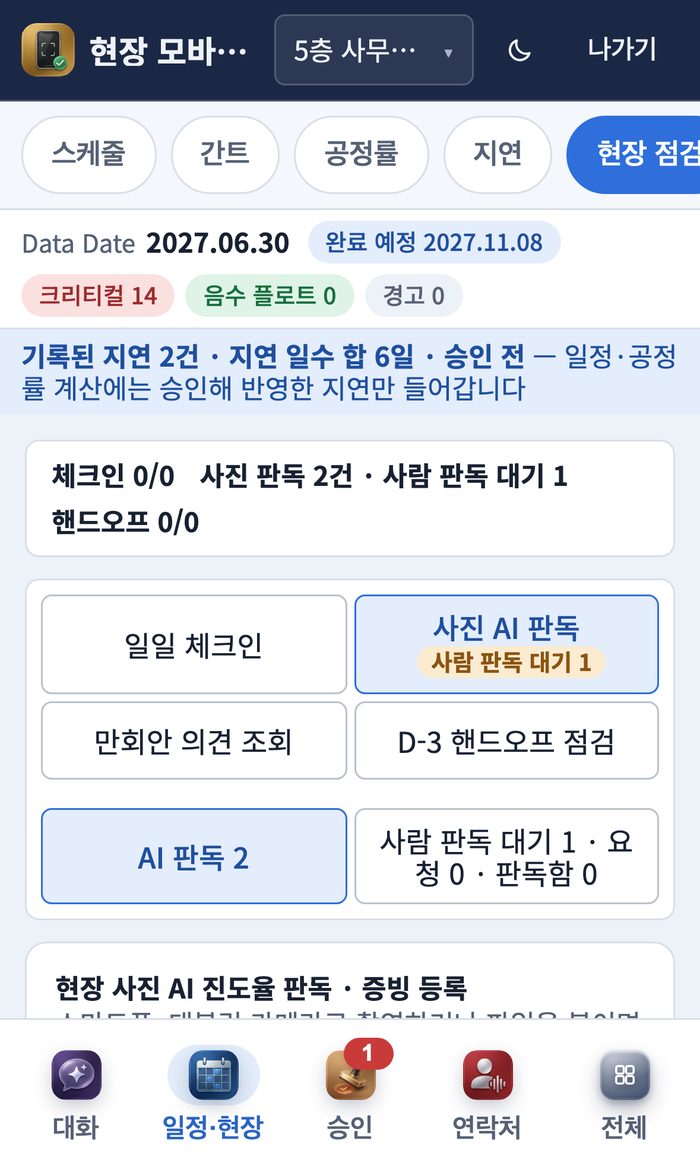 현장 모바…
5층 사무… ▾
나가기
스케줄
간트
공정률
지연
현장 점검
Data Date 2027.06.30 완료 예정 2027.11.08
크리티컬 14 음수 플로트 0 경고 0
기록된 지연 2건 · 지연 일수 합 6일 · 승인 전 — 일정·공정
률 계산에는 승인해 반영한 지연만 들어갑니다
체크인 0/0 사진 판독 2건 · 사람 판독 대기 1
핸드오프 0/0
일일 체크인
사진 AI 판독
사람 판독 대기 1
만회안 의견 조회
D-3 핸드오프 점검
AI 판독 2
사람 판독 대기 1 · 요
청 0 · 판독함 0
현장 사진 AI 진도율 판독 · 증빙 등록
1
대화
일정·현장
승인
연락처
전체